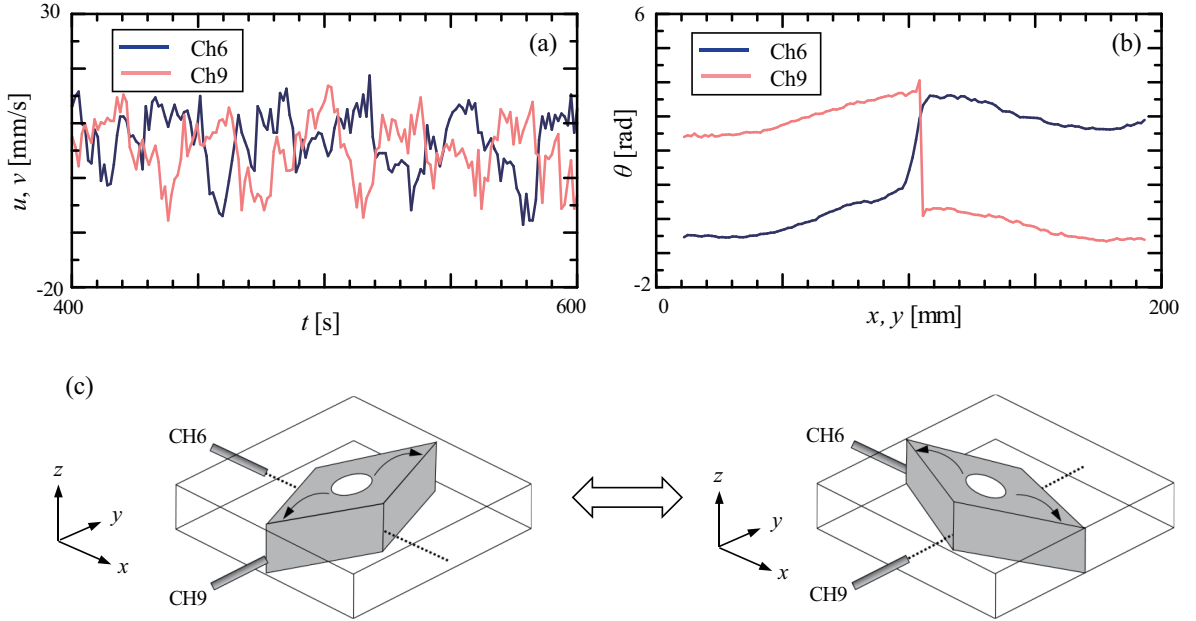 30
-20
400
600
u, v [mm/s]
t [s]
Ch6
Ch9
(a)
6
-2
0
200
θ [rad]
x, y [mm]
Ch6
Ch9
(b)
(c)
CH6
CH9
z
y
x
CH6
CH9
z
y
x